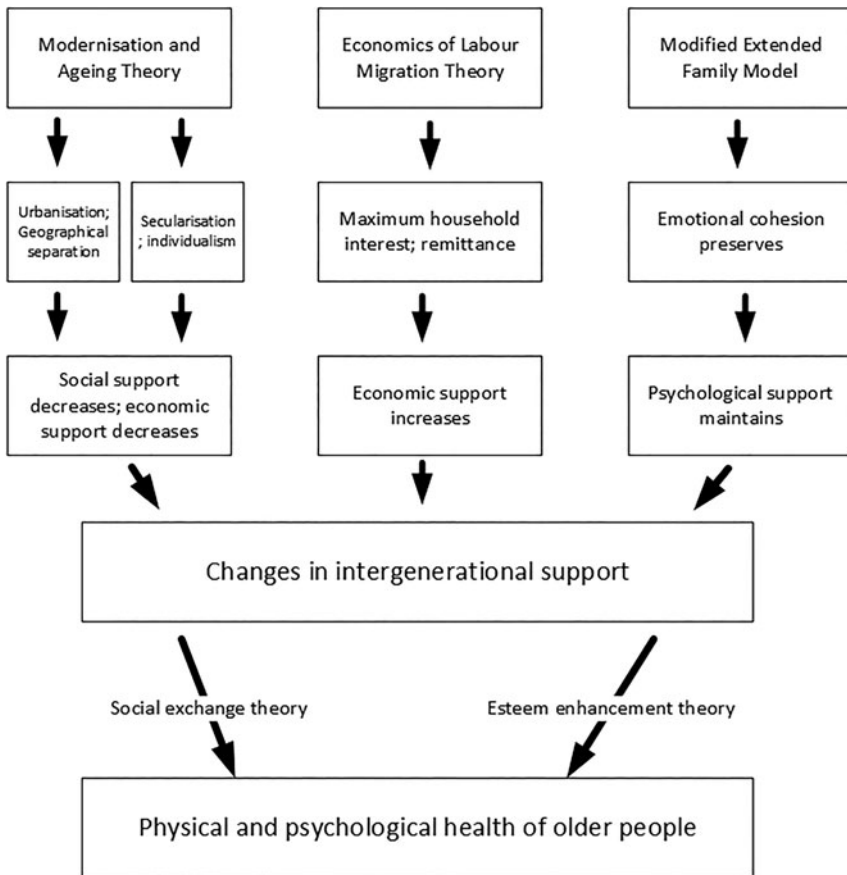 Modernisation and
Ageing Theory
Economics of Labour
Migration Theory
Modified Extended
Family Model
Urbanisation;
Geographical
separation
Secularisation
; individualism
Maximum household
interest; remittance
Emotional cohesion
preserves
Social support
decreases; economic
support decreases
Economic support
increases
Psychological support
maintains
Changes in intergenerational support
Social exchange theory
Esteem enhancement theory
Physical and psychological health of older people